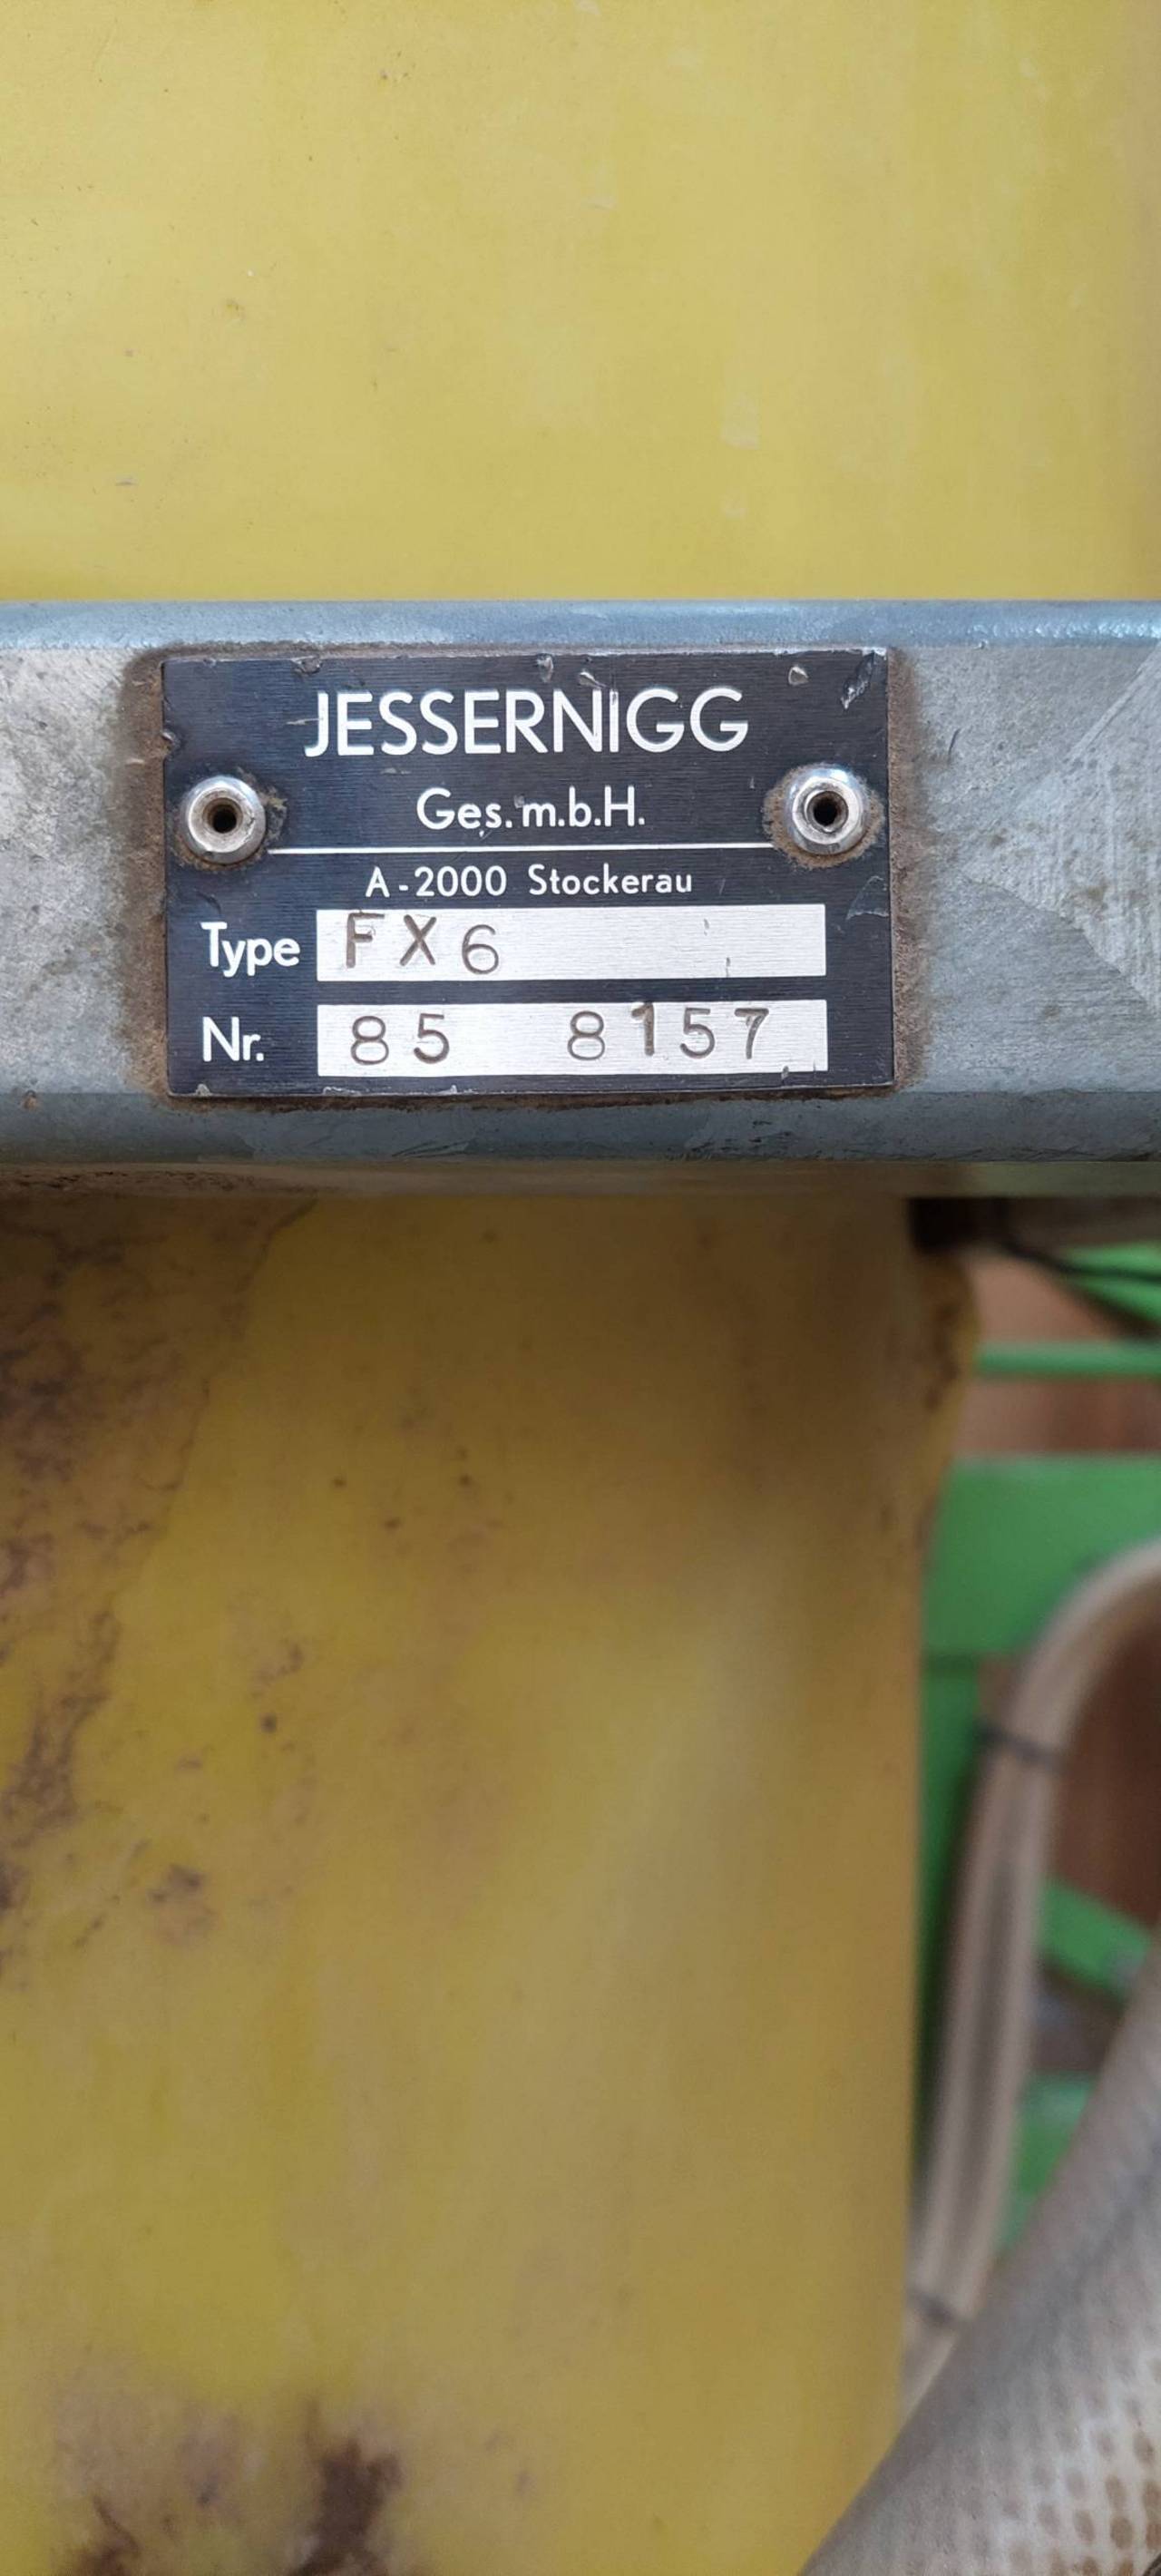 JESSERNIGG
Ges.m.b.H.
A-2000 Stockerau
Type FX6
Nr. 85 8157